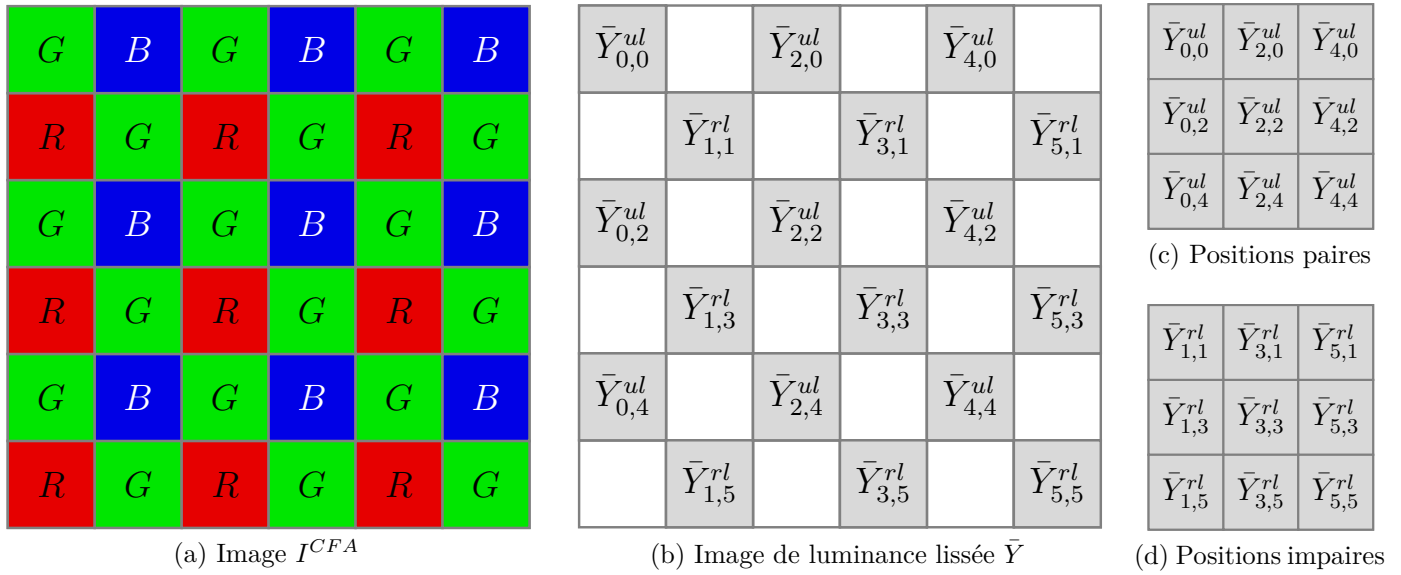 G B G B G B
R G R G R G
G B G B G B
R G R G R G
G B G B G B
R G R G R G
(a) Image I^{CFA}
Ȳ^{ul}_{0,0} Ȳ^{ul}_{2,0} Ȳ^{ul}_{4,0}
Ȳ^{rl}_{1,1} Ȳ^{rl}_{3,1} Ȳ^{rl}_{5,1}
Ȳ^{ul}_{0,2} Ȳ^{ul}_{2,2} Ȳ^{ul}_{4,2}
Ȳ^{rl}_{1,3} Ȳ^{rl}_{3,3} Ȳ^{rl}_{5,3}
Ȳ^{ul}_{0,4} Ȳ^{ul}_{2,4} Ȳ^{ul}_{4,4}
Ȳ^{rl}_{1,5} Ȳ^{rl}_{3,5} Ȳ^{rl}_{5,5}
(b) Image de luminance lissée Ȳ
Ȳ^{ul}_{0,0} Ȳ^{ul}_{2,0} Ȳ^{ul}_{4,0}
Ȳ^{ul}_{0,2} Ȳ^{ul}_{2,2} Ȳ^{ul}_{4,2}
Ȳ^{ul}_{0,4} Ȳ^{ul}_{2,4} Ȳ^{ul}_{4,4}
(c) Positions paires
Ȳ^{rl}_{1,1} Ȳ^{rl}_{3,1} Ȳ^{rl}_{5,1}
Ȳ^{rl}_{1,3} Ȳ^{rl}_{3,3} Ȳ^{rl}_{5,3}
Ȳ^{rl}_{1,5} Ȳ^{rl}_{3,5} Ȳ^{rl}_{5,5}
(d) Positions impaires